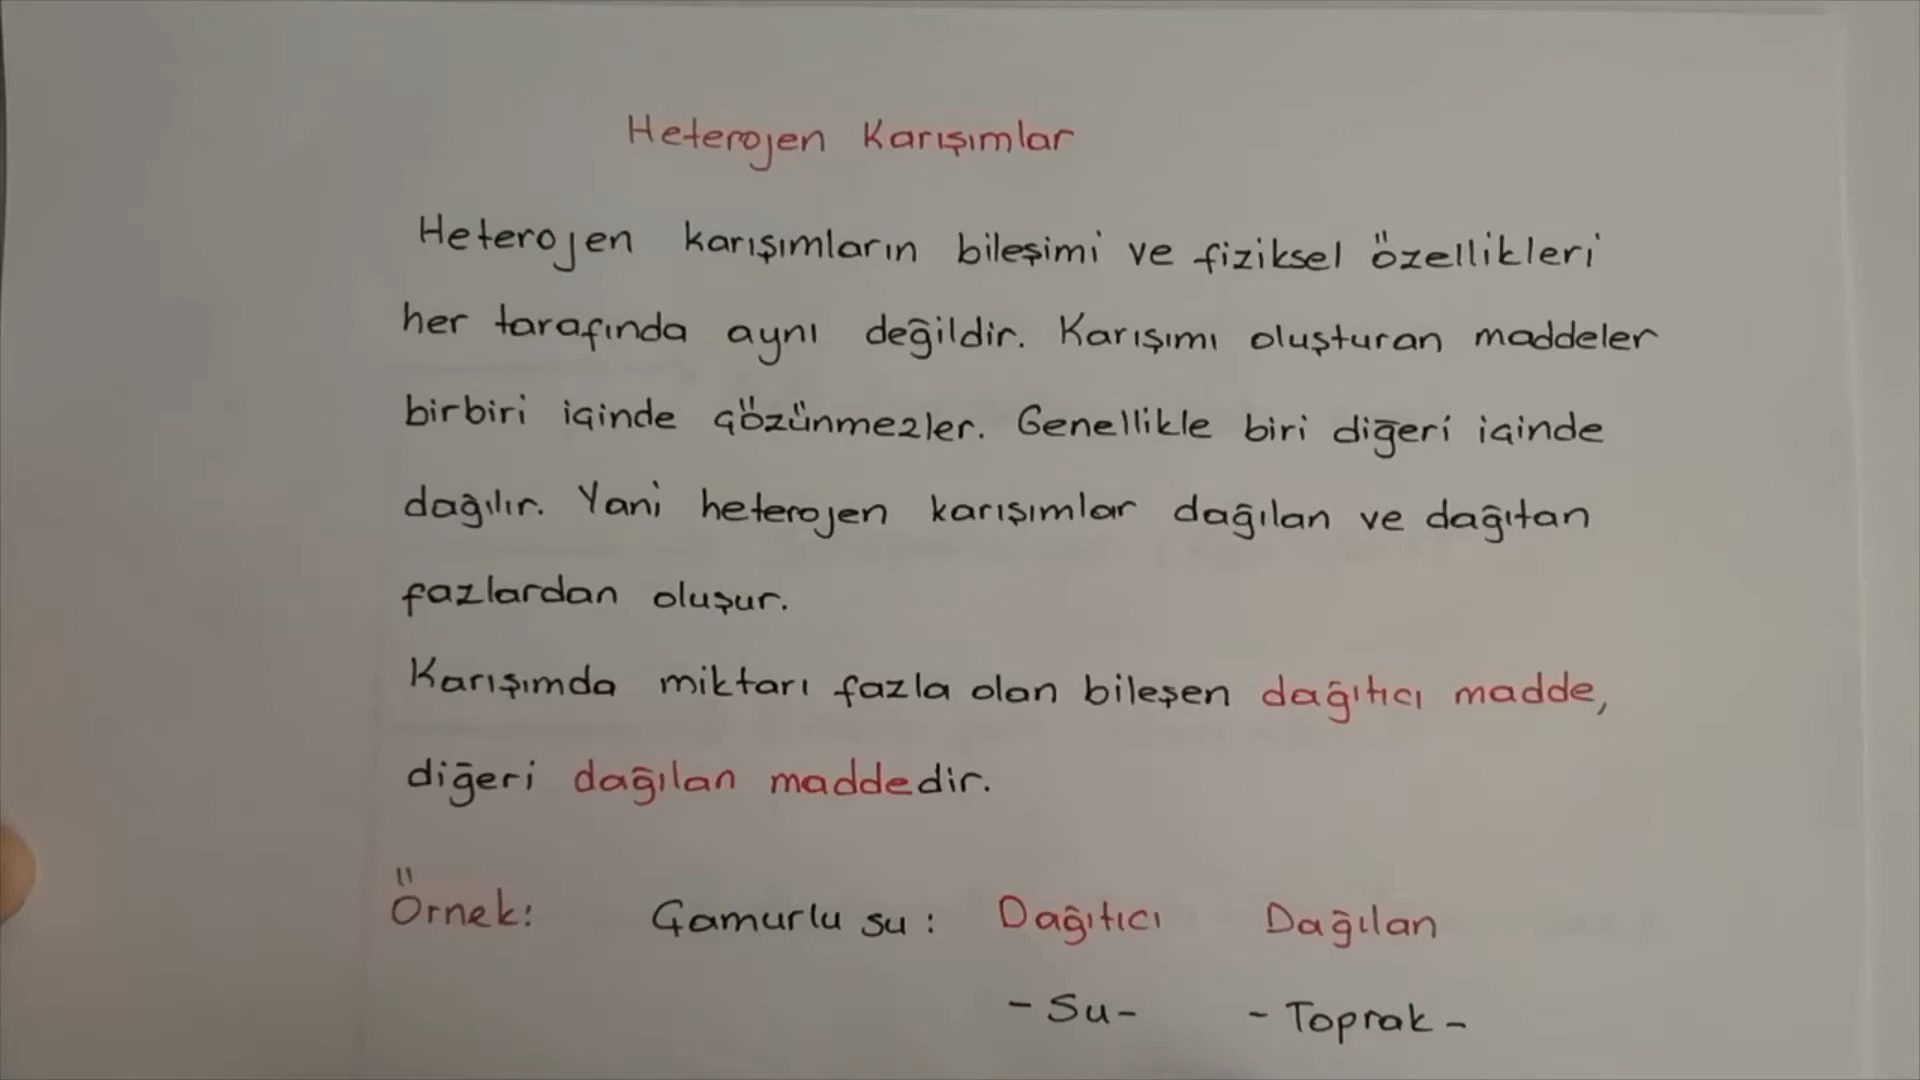 Heterojen Karışımlar
Heterojen karışımların bileşimi ve fiziksel özellikleri
her tarafında aynı değildir. Karışımı oluşturan maddeler
birbiri içinde çözünmezler. Genellikle biri diğeri içinde
dağılır. Yani heterojen karışımlar dağılan ve dağıtan
fazlardan oluşur.
Karışımda miktarı fazla olan bileşen dağıtıcı madde,
diğeri dağılan maddedir.
Örnek: Çamurlu su: Dağıtıcı Dağılan
- Su - - Toprak -